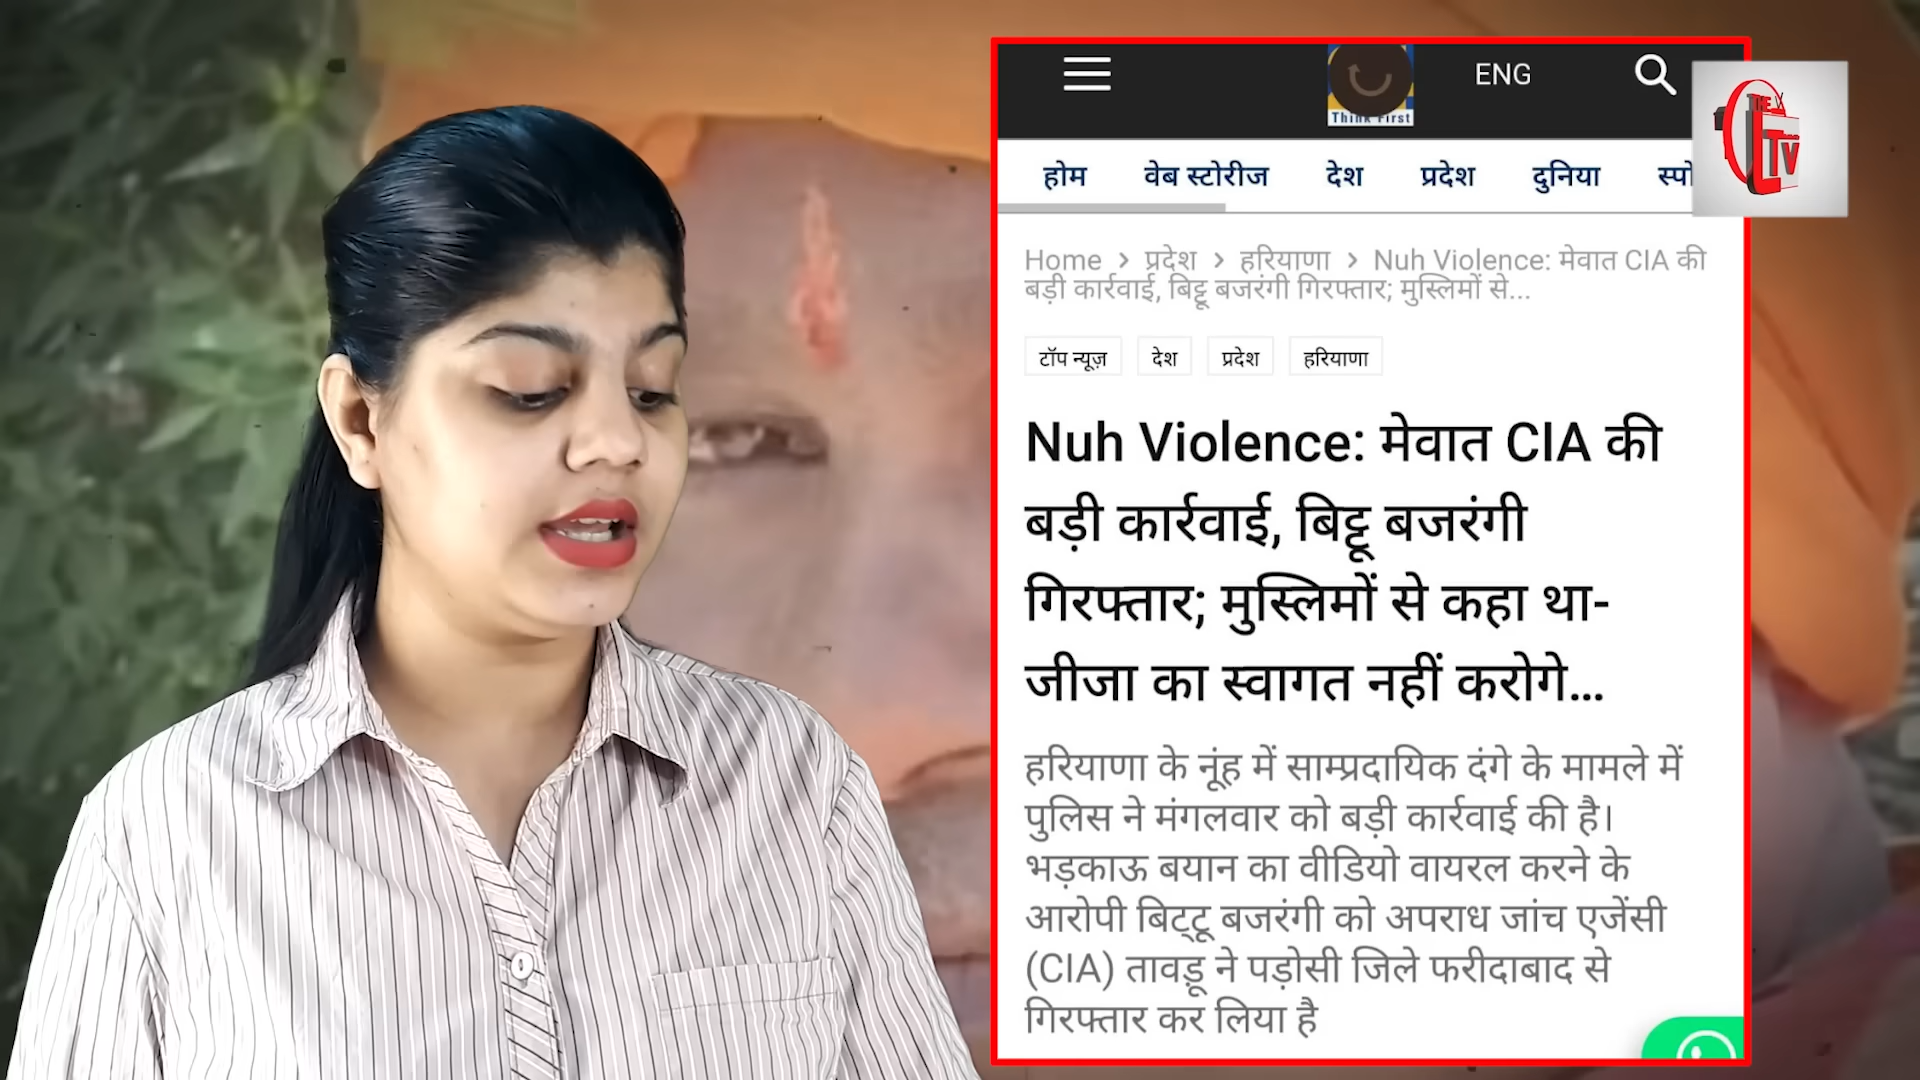 ENG
Think First
THE
TV
होम वेब स्टोरीज देश प्रदेश दुनिया
Home > प्रदेश > हरियाणा > Nuh Violence: मेवात CIA की
बड़ी कार्रवाई, बिट्टू बजरंगी गिरफ्तार; मुस्लिमों से...
टॉप न्यूज़ देश प्रदेश हरियाणा
Nuh Violence: मेवात CIA की
बड़ी कार्रवाई, बिट्टू बजरंगी
गिरफ्तार; मुस्लिमों से कहा था-
जीजा का स्वागत नहीं करोगे...
हरियाणा के नूंह में साम्प्रदायिक दंगे के मामले में
पुलिस ने मंगलवार को बड़ी कार्रवाई की है।
भड़काऊ बयान का वीडियो वायरल करने के
आरोपी बिट्टू बजरंगी को अपराध जांच एजेंसी
(CIA) तावड़ू ने पड़ोसी जिले फरीदाबाद से
गिरफ्तार कर लिया है